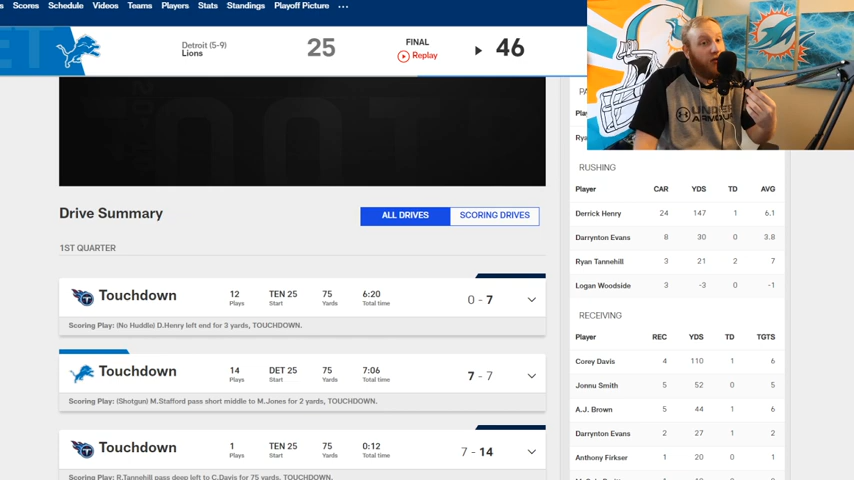 Scores Schedule Videos Teams Players Stats Standings Playoff Picture ...
Detroit (5-9)
Lions
25
FINAL
Replay
46
Drive Summary
ALL DRIVES SCORING DRIVES
1ST QUARTER
Touchdown 12 TEN 25 75 6:20 0 - 7
Plays Start Yards Total time
Scoring Play: (No Huddle) D.Henry left end for 3 yards, TOUCHDOWN.
Touchdown 14 DET 25 75 7:06 7 - 7
Plays Start Yards Total time
Scoring Play: (Shotgun) M.Stafford pass short middle to M.Jones for 2 yards, TOUCHDOWN.
Touchdown 1 TEN 25 75 0:12 7 - 14
Plays Start Yards Total time
Scoring Play: R.Tannehill pass deep left to C.Davis for 75 yards, TOUCHDOWN.
RUSHING
Player CAR YDS TD AVG
Derrick Henry 24 147 1 6.1
Darrynton Evans 8 30 0 3.8
Ryan Tannehill 3 21 2 7
Logan Woodside 3 -3 0 -1
RECEIVING
Player REC YDS TD TGTS
Corey Davis 4 110 1 6
Jonnu Smith 5 52 0 5
A.J. Brown 5 44 1 6
Darrynton Evans 2 27 1 2
Anthony Firkser 1 20 0 1
UNDER
ARMOUR